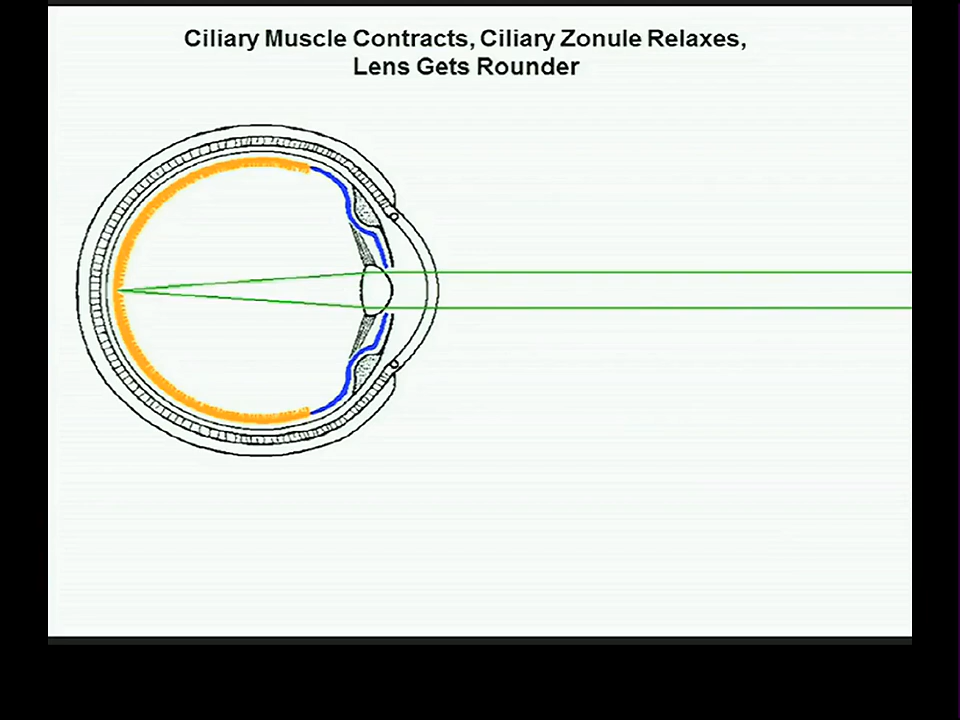 Ciliary Muscle Contracts, Ciliary Zonule Relaxes,
Lens Gets Rounder